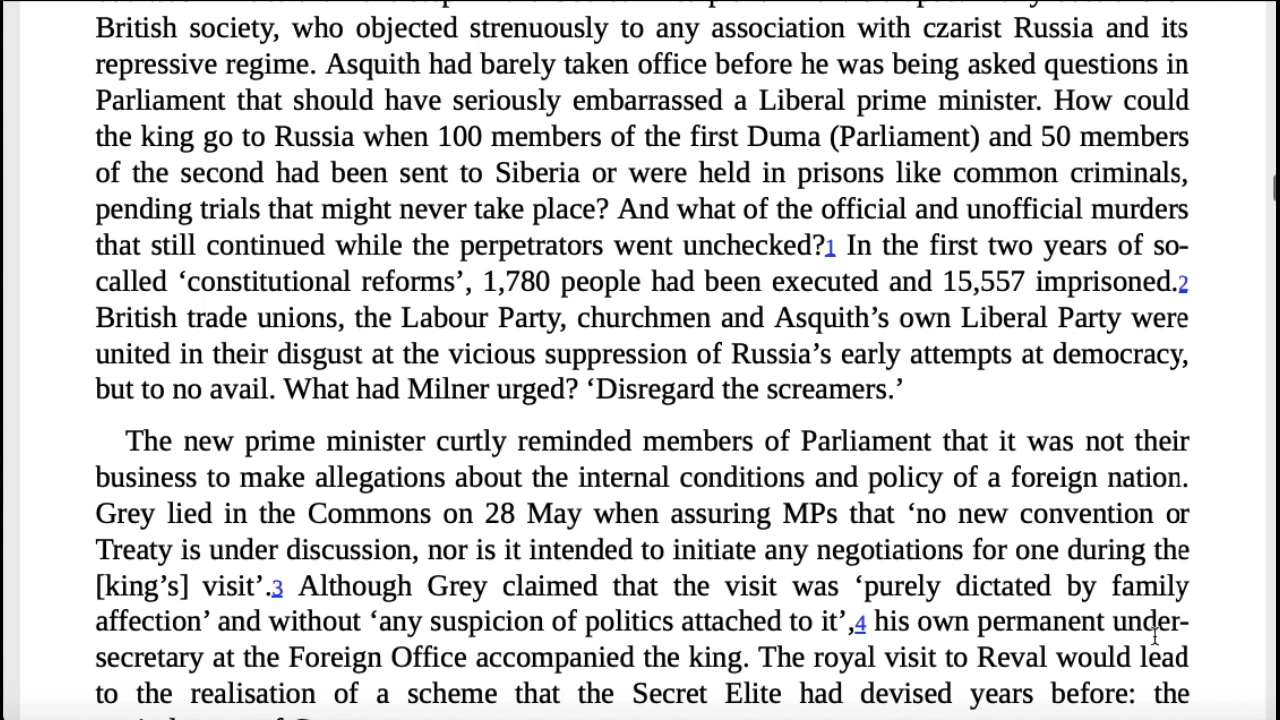 British society, who objected strenuously to any association with czarist Russia and its
repressive regime. Asquith had barely taken office before he was being asked questions in
Parliament that should have seriously embarrassed a Liberal prime minister. How could
the king go to Russia when 100 members of the first Duma (Parliament) and 50 members
of the second had been sent to Siberia or were held in prisons like common criminals,
pending trials that might never take place? And what of the official and unofficial murders
that still continued while the perpetrators went unchecked?1 In the first two years of so-
called ‘constitutional reforms’, 1,780 people had been executed and 15,557 imprisoned.2
British trade unions, the Labour Party, churchmen and Asquith’s own Liberal Party were
united in their disgust at the vicious suppression of Russia’s early attempts at democracy,
but to no avail. What had Milner urged? ‘Disregard the screamers.’
The new prime minister curtly reminded members of Parliament that it was not their
business to make allegations about the internal conditions and policy of a foreign nation.
Grey lied in the Commons on 28 May when assuring MPs that ‘no new convention or
Treaty is under discussion, nor is it intended to initiate any negotiations for one during the
[king’s] visit’.3 Although Grey claimed that the visit was ‘purely dictated by family
affection’ and without ‘any suspicion of politics attached to it’,4 his own permanent under-
secretary at the Foreign Office accompanied the king. The royal visit to Reval would lead
to the realisation of a scheme that the Secret Elite had devised years before: the